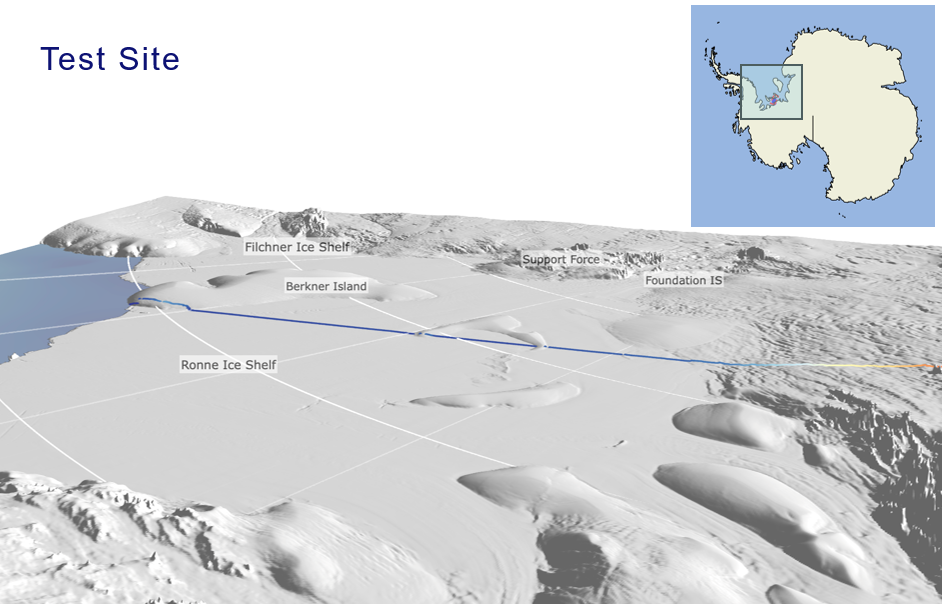 Test Site
Filchner Ice Shelf
Support Force
Berkner Island
Foundation IS
Ronne Ice Shelf